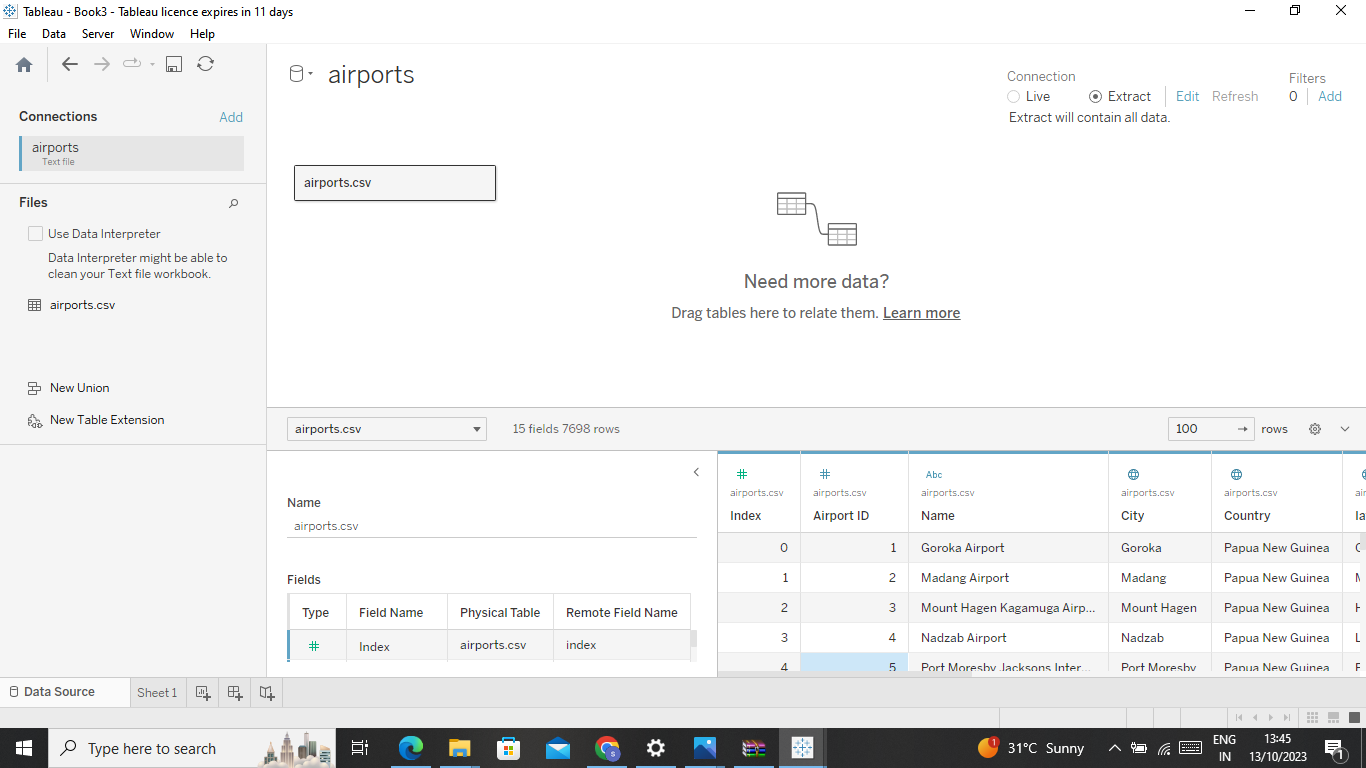 Tableau - Book3 - Tableau licence expires in 11 days
File Data Server Window Help
Connections Add
airports
Text file
Files
Use Data Interpreter
Data Interpreter might be able to
clean your Text file workbook.
airports.csv
New Union
New Table Extension
airports
Connection
Live Extract Edit Refresh
Extract will contain all data.
Filters
0 Add
airports.csv
Need more data?
Drag tables here to relate them. Learn more
airports.csv 15 fields 7698 rows 100 rows
Name
airports.csv
Fields
Type Field Name Physical Table Remote Field Name
Index airports.csv index
Abc
airports.csv airports.csv airports.csv airports.csv airports.csv
Index Airport ID Name City Country
0 1 Goroka Airport Goroka Papua New Guinea
1 2 Madang Airport Madang Papua New Guinea
2 3 Mount Hagen Kagamuga Airp... Mount Hagen Papua New Guinea
3 4 Nadzab Airport Nadzab Papua New Guinea
4 5 Port Moresby Jacksons Inter... Port Moresby Papua New Guinea
Data Source Sheet 1
Type here to search
31°C Sunny
ENG
IN
13:45
13/10/2023
1